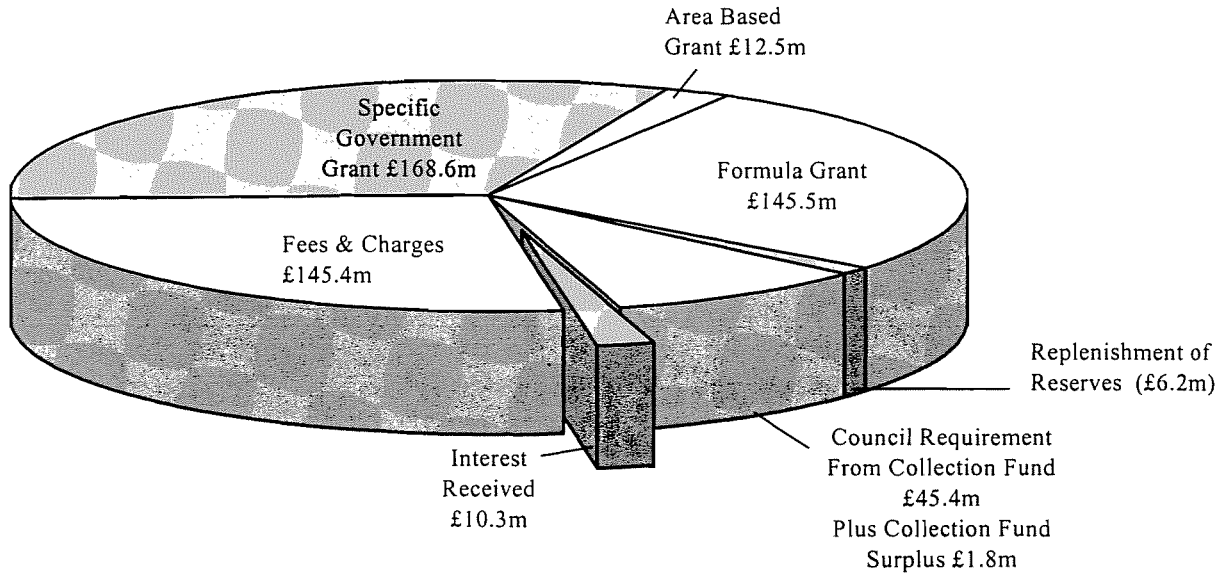 Area Based
Grant £12.5m
Specific
Government
Grant £168.6m
Formula Grant
£145.5m
Fees & Charges
£145.4m
Replenishment of
Reserves (£6.2m)
Interest
Received
£10.3m
Council Requirement
From Collection Fund
£45.4m
Plus Collection Fund
Surplus £1.8m